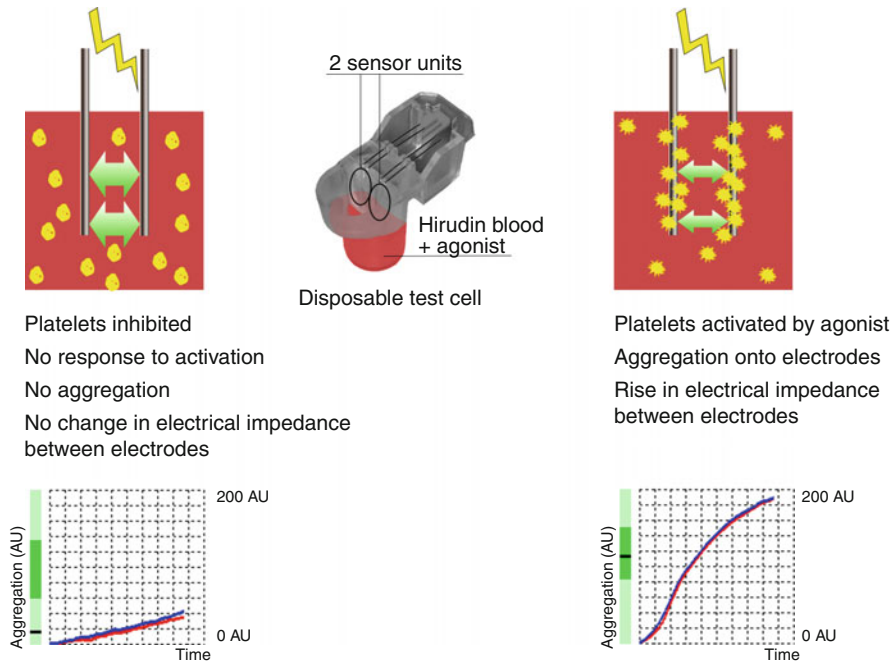 2 sensor units
Hirudin blood
+ agonist
Disposable test cell
Platelets inhibited
No response to activation
No aggregation
No change in electrical impedance
between electrodes
Platelets activated by agonist
Aggregation onto electrodes
Rise in electrical impedance
between electrodes
Aggregation (AU)
200 AU
0 AU
Time
Aggregation (AU)
200 AU
0 AU
Time